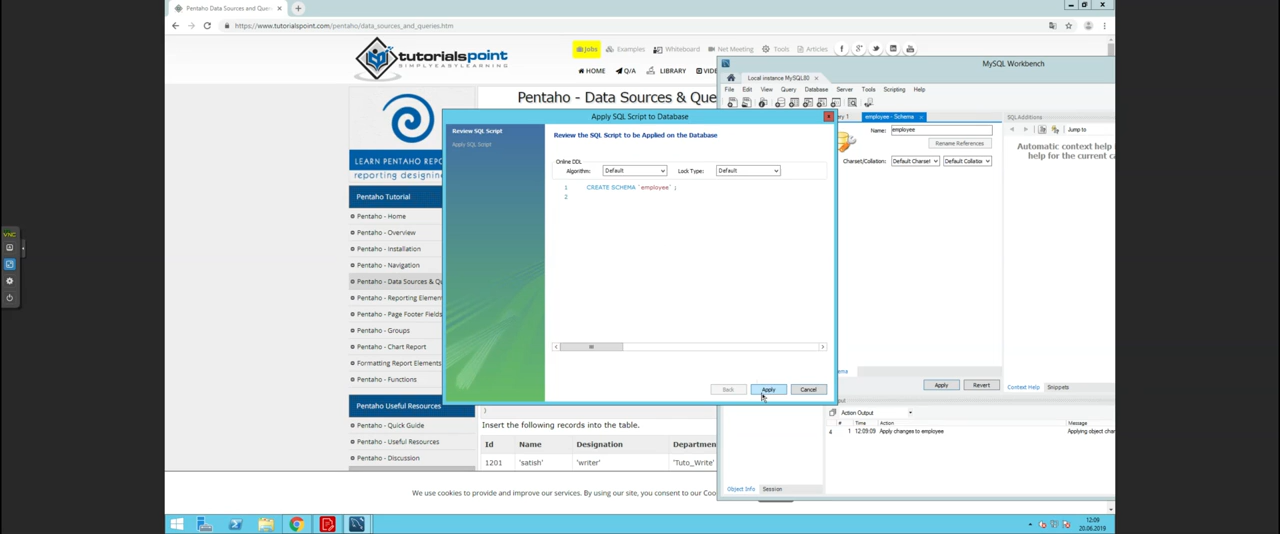 Pentaho Data Sources and Que
https://www.tutorialspoint.com/pentaho/data_sources_and_queries.htm
tutorialspoint
SIMPLYEASYLEARNING
Jobs
Examples
Whiteboard
Net Meeting
Tools
Articles
HOME
Q/A
LIBRARY
VIDE
Pentaho - Data Sources & Que
LEARN PENTAHO REPO
reporting designing
Pentaho Tutorial
Pentaho - Home
Pentaho - Overview
Pentaho - Installation
Pentaho - Navigation
Pentaho - Data Sources & Qu
Pentaho - Reporting Elemen
Pentaho - Page Footer Fields
Pentaho - Groups
Pentaho - Chart Report
Formatting Report Elements
Pentaho - Functions
Pentaho Useful Resources
Pentaho - Quick Guide
Pentaho - Useful Resources
Pentaho - Discussion
)
Insert the following records into the table.
Id Name Designation Departmen
1201 'satish' 'writer' 'Tuto_Write'
We use cookies to provide and improve our services. By using our site, you consent to our Coo
MySQL Workbench
Local instance MySQL80
File Edit View Query Database Server Tools Scripting Help
employee - Schema
SQLAdditions
Name: employee
Rename References
Charset/Collation: Default Charset Default Collation
Jump to
Automatic context help
help for the current ca
Apply Revert
Context Help Snippets
Action Output
# Time Action Message
4 1 12:09:09 Apply changes to employee Applying object chan
Object Info Session
Apply SQL Script to Database
Review SQL Script
Apply SQL Script
Review the SQL Script to be Applied on the Database
Online DDL
Algorithm: Default Lock Type: Default
1 CREATE SCHEMA `employee` ;
2
Back Apply Cancel
VNC
12:09
20.06.2019